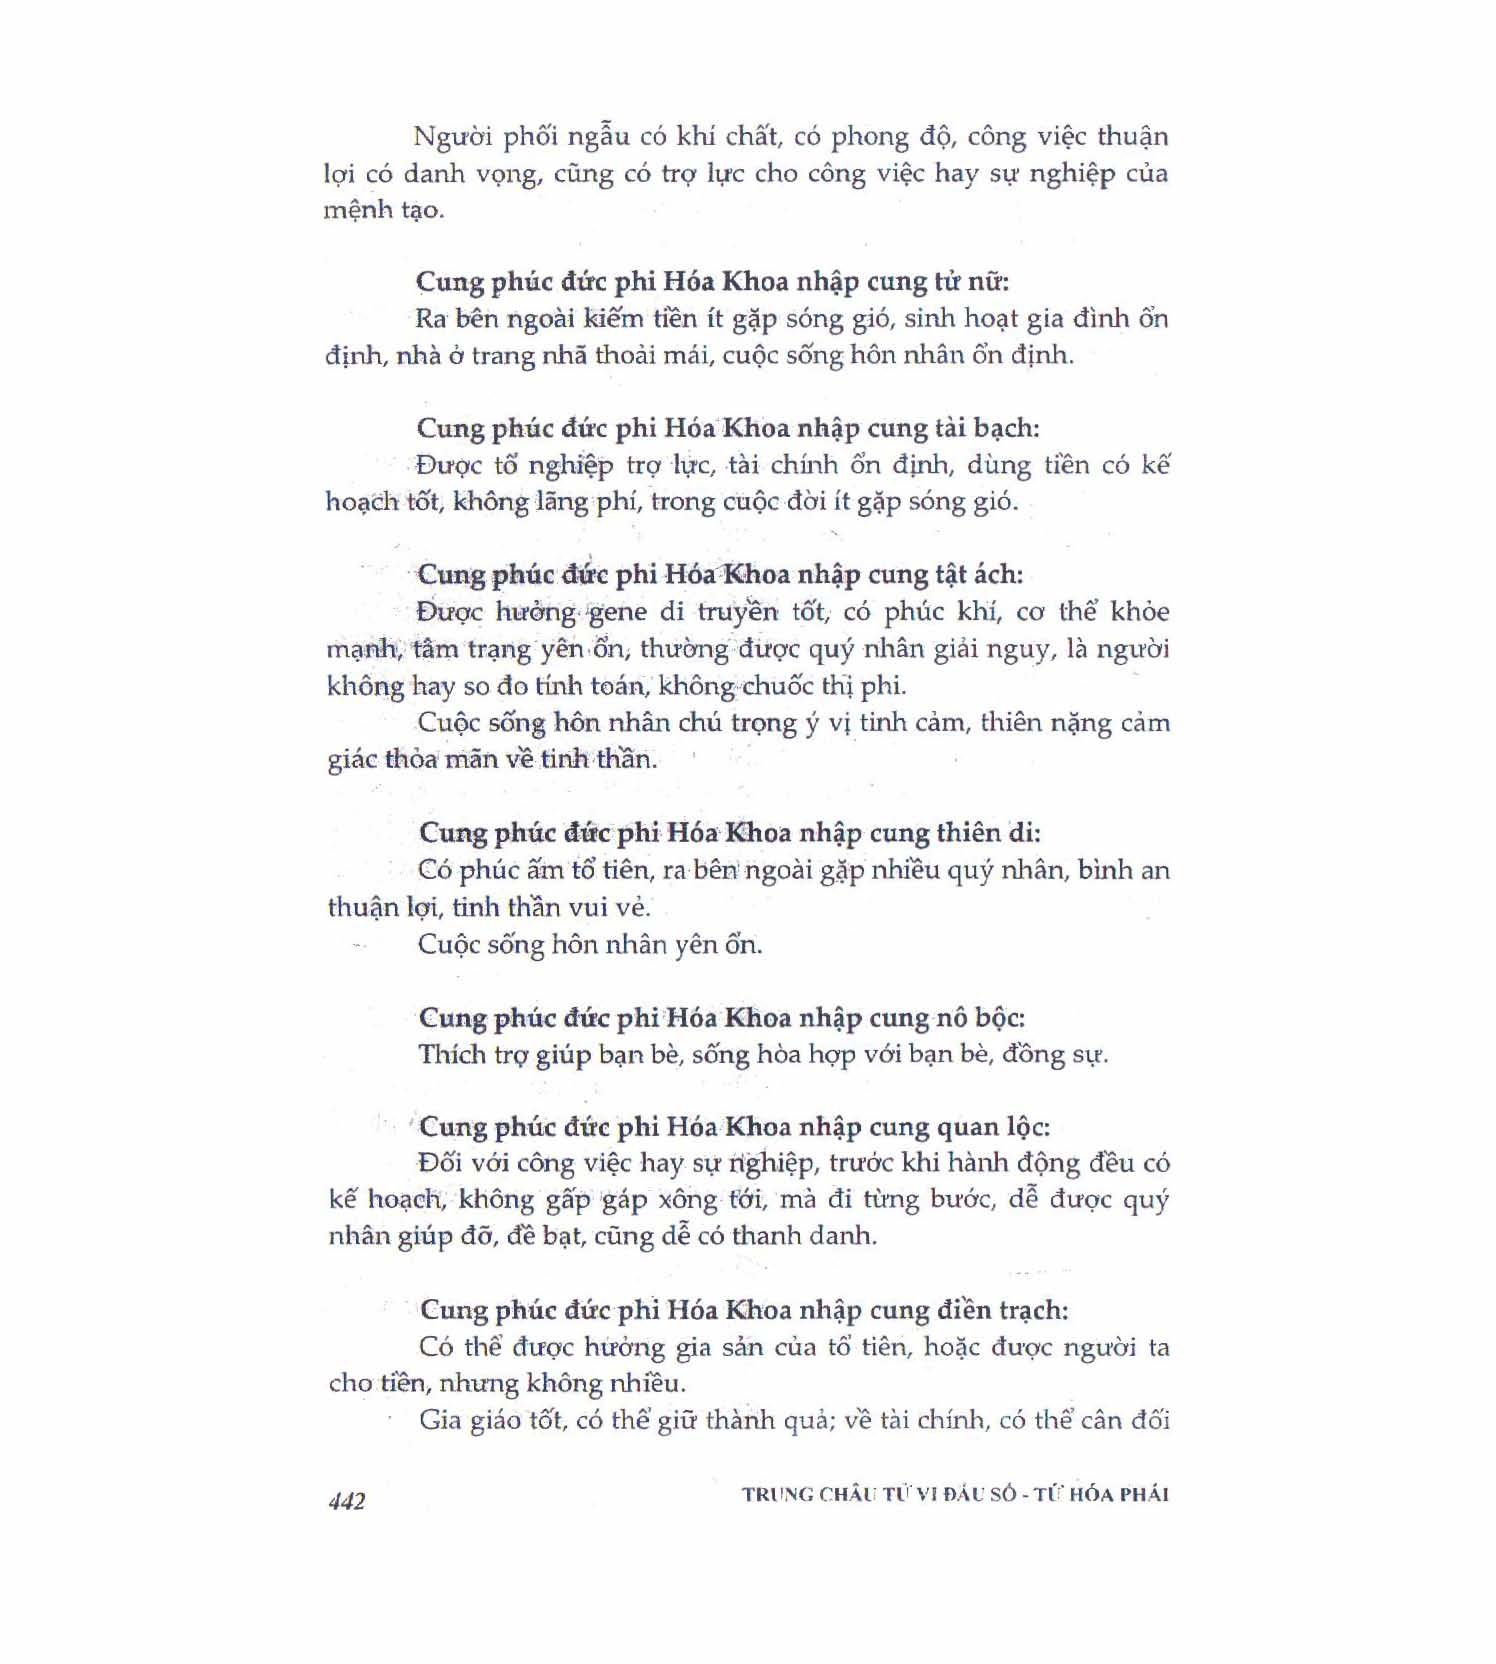 Người phối ngẫu có khí chất, có phong độ, công việc thuận
lợi có danh vọng, cũng có trợ lực cho công việc hay sự nghiệp của
mệnh tạo.
Cung phúc đức phi Hóa Khoa nhập cung tử nữ:
Ra bên ngoài kiếm tiền ít gặp sóng gió, sinh hoạt gia đình ổn
định, nhà ở trang nhã thoải mái, cuộc sống hôn nhân ổn định.
Cung phúc đức phi Hóa Khoa nhập cung tài bạch:
Được tổ nghiệp trợ lực, tài chính ổn định, dùng tiền có kế
hoạch tốt, không lãng phí, trong cuộc đời ít gặp sóng gió.
Cung phúc đức phi Hóa Khoa nhập cung tật ách:
Được hưởng gene di truyền tốt, có phúc khí, cơ thể khỏe
mạnh, tâm trạng yên ổn, thường được quý nhân giải nguy, là người
không hay so đo tính toán, không chuốc thị phi.
Cuộc sống hôn nhân chú trọng ý vị tinh cảm, thiên nặng cảm
giác thỏa mãn về tinh thần.
Cung phúc đức phi Hóa Khoa nhập cung thiên di:
Có phúc ấm tổ tiên, ra bên ngoài gặp nhiều quý nhân, bình an
thuận lợi, tinh thần vui vẻ.
Cuộc sống hôn nhân yên ổn.
Cung phúc đức phi Hóa Khoa nhập cung nô bộc:
Thích trợ giúp bạn bè, sống hòa hợp với bạn bè, đồng sự.
Cung phúc đức phi Hóa Khoa nhập cung quan lộc:
Đối với công việc hay sự nghiệp, trước khi hành động đều có
kế hoạch, không gấp gáp xông tới, mà đi từng bước, dễ được quý
nhân giúp đỡ, đề bạt, cũng dễ có thanh danh.
Cung phúc đức phi Hóa Khoa nhập cung điền trạch:
Có thể được hưởng gia sản của tổ tiên, hoặc được người ta
cho tiền, nhưng không nhiều.
Gia giáo tốt, có thể giữ thành quả; về tài chính, có thể cân đối
442
TRUNG CHÂU TỬ VI ĐẨU SỐ - TỨ HÓA PHÁI